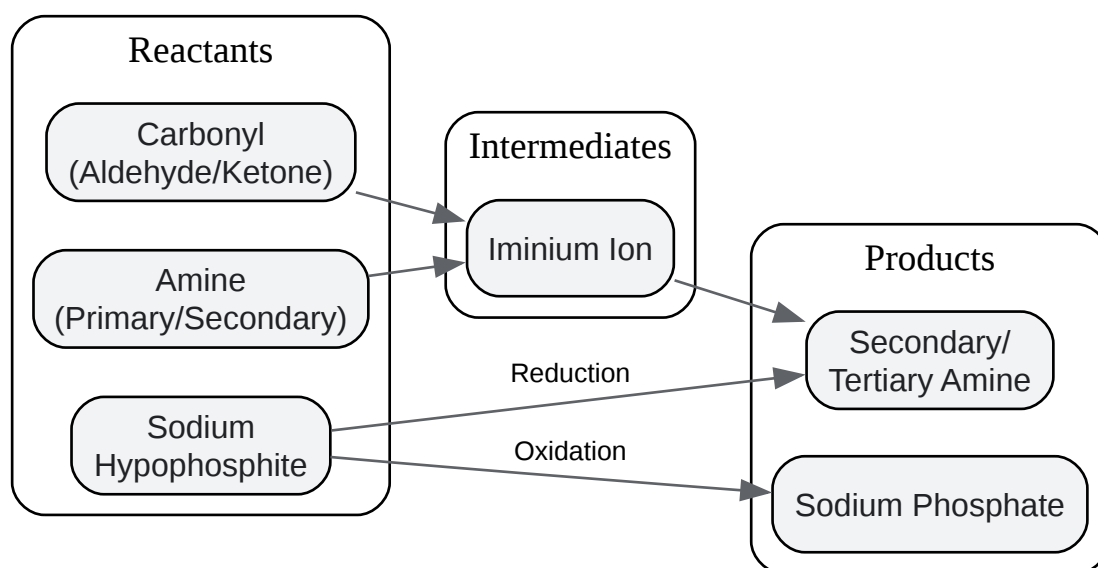 Reactants
Carbonyl
(Aldehyde/Ketone)
Amine
(Primary/Secondary)
Sodium
Hypophosphite
Intermediates
Iminium Ion
Reduction
Oxidation
Products
Secondary/
Tertiary Amine
Sodium Phosphate